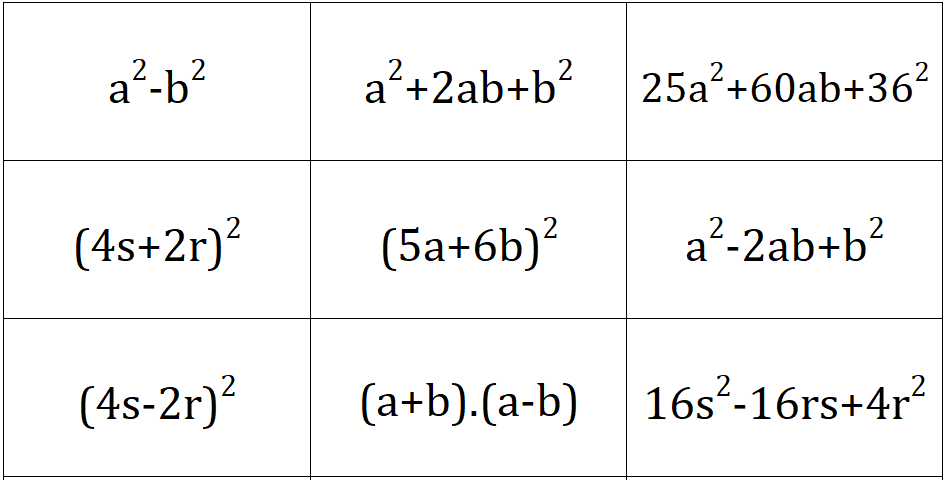 a²-b²
a²+2ab+b²
25a²+60ab+36²
(4s+2r)²
(5a+6b)²
a²-2ab+b²
(4s-2r)²
(a+b).(a-b)
16s²-16rs+4r²